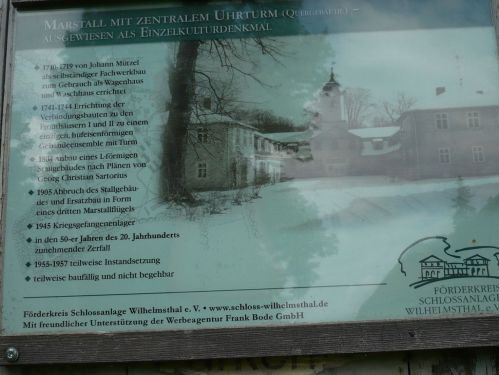 Marstall mit zentralem Uhrturm (Quergebäude) –
ausgewiesen als Einzelkulturdenkmal
1710-1719 von Johann Mützel
als selbständiger Fachwerkbau
zum Gebrauch als Wagenhaus
und Waschhaus errichtet
1741-1744 Errichtung der
Verbindungsbauten zu den
I und II zu einem
einzigen, hufeisenförmigen
Gebäudeensemble mit Turm
Anbau eines L-förmigen
Stallgebäudes nach Plänen von
Georg Christian Sartorius
1905 Abbruch des Stallgebäu-
des und Ersatzbau in Form
eines dritten Marstallflügels
1945 Kriegsgefangenenlager
in den 50-er Jahren des 20. Jahrhunderts
zunehmender Zerfall
1955-1957 teilweise Instandsetzung
teilweise baufällig und nicht begehbar
Förderkreis Schlossanlage Wilhelmsthal e. V. • www.schloss-wilhelmsthal.de
Mit freundlicher Unterstützung der Werbeagentur Frank Bode GmbH
Förderkreis
Schlossanlage
Wilhelmsthal e.V.